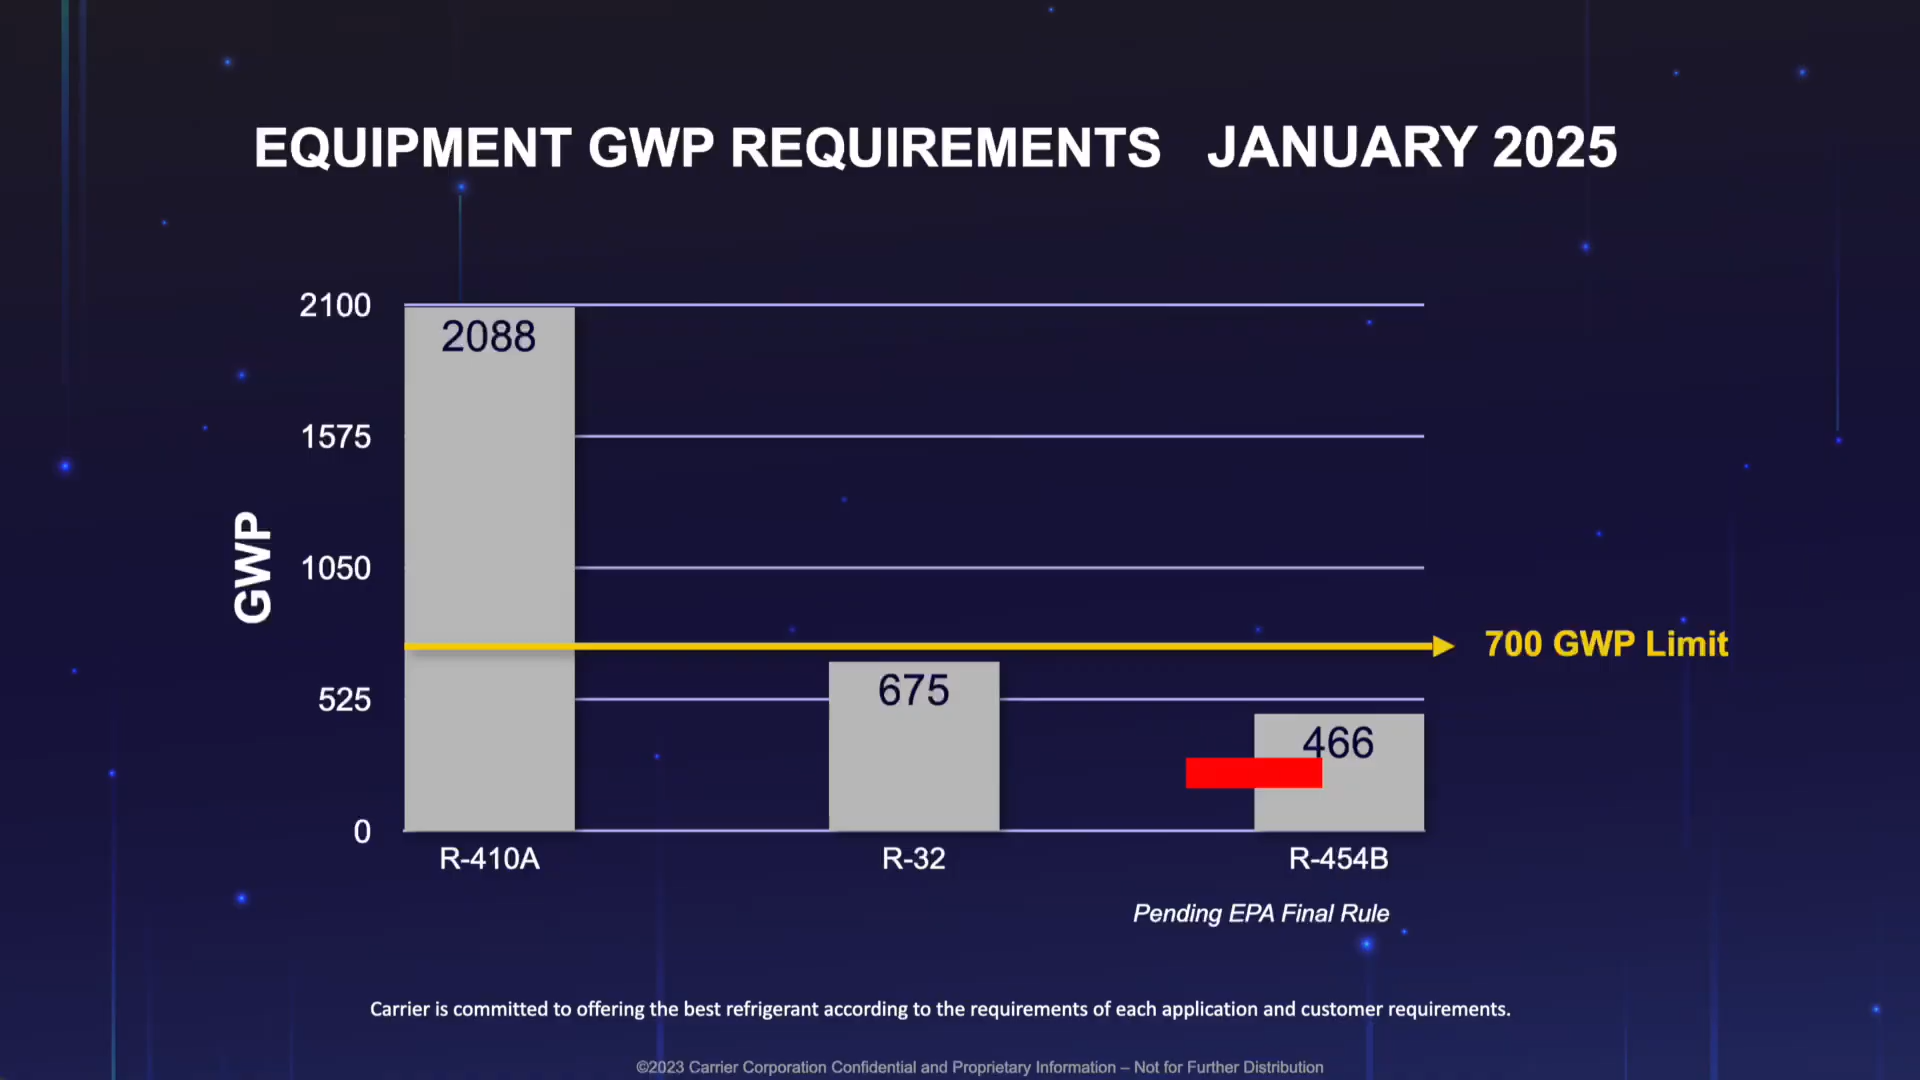 EQUIPMENT GWP REQUIREMENTS JANUARY 2025
2100
2088
1575
GWP
1050
700 GWP Limit
525
675
466
0
R-410A
R-32
R-454B
Pending EPA Final Rule
Carrier is committed to offering the best refrigerant according to the requirements of each application and customer requirements.
©2023 Carrier Corporation Confidential and Proprietary Information – Not for Further Distribution